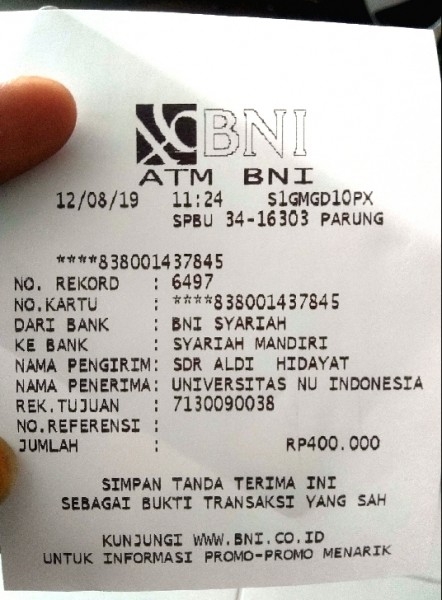 BNI
ATM BNI
12/08/19 11:24 S1GMGD10PX
SPBU 34-16303 PARUNG
****838001437845
NO. REKORD : 6497
NO.KARTU : ****838001437845
DARI BANK : BNI SYARIAH
KE BANK : SYARIAH MANDIRI
NAMA PENGIRIM: SDR ALDI HIDAYAT
NAMA PENERIMA: UNIVERSITAS NU INDONESIA
REK.TUJUAN : 7130090038
NO.REFERENSI :
JUMLAH : RP400.000
SIMPAN TANDA TERIMA INI
SEBAGAI BUKTI TRANSAKSI YANG SAH
KUNJUNGI WWW.BNI.CO.ID
UNTUK INFORMASI PROMO-PROMO MENARIK